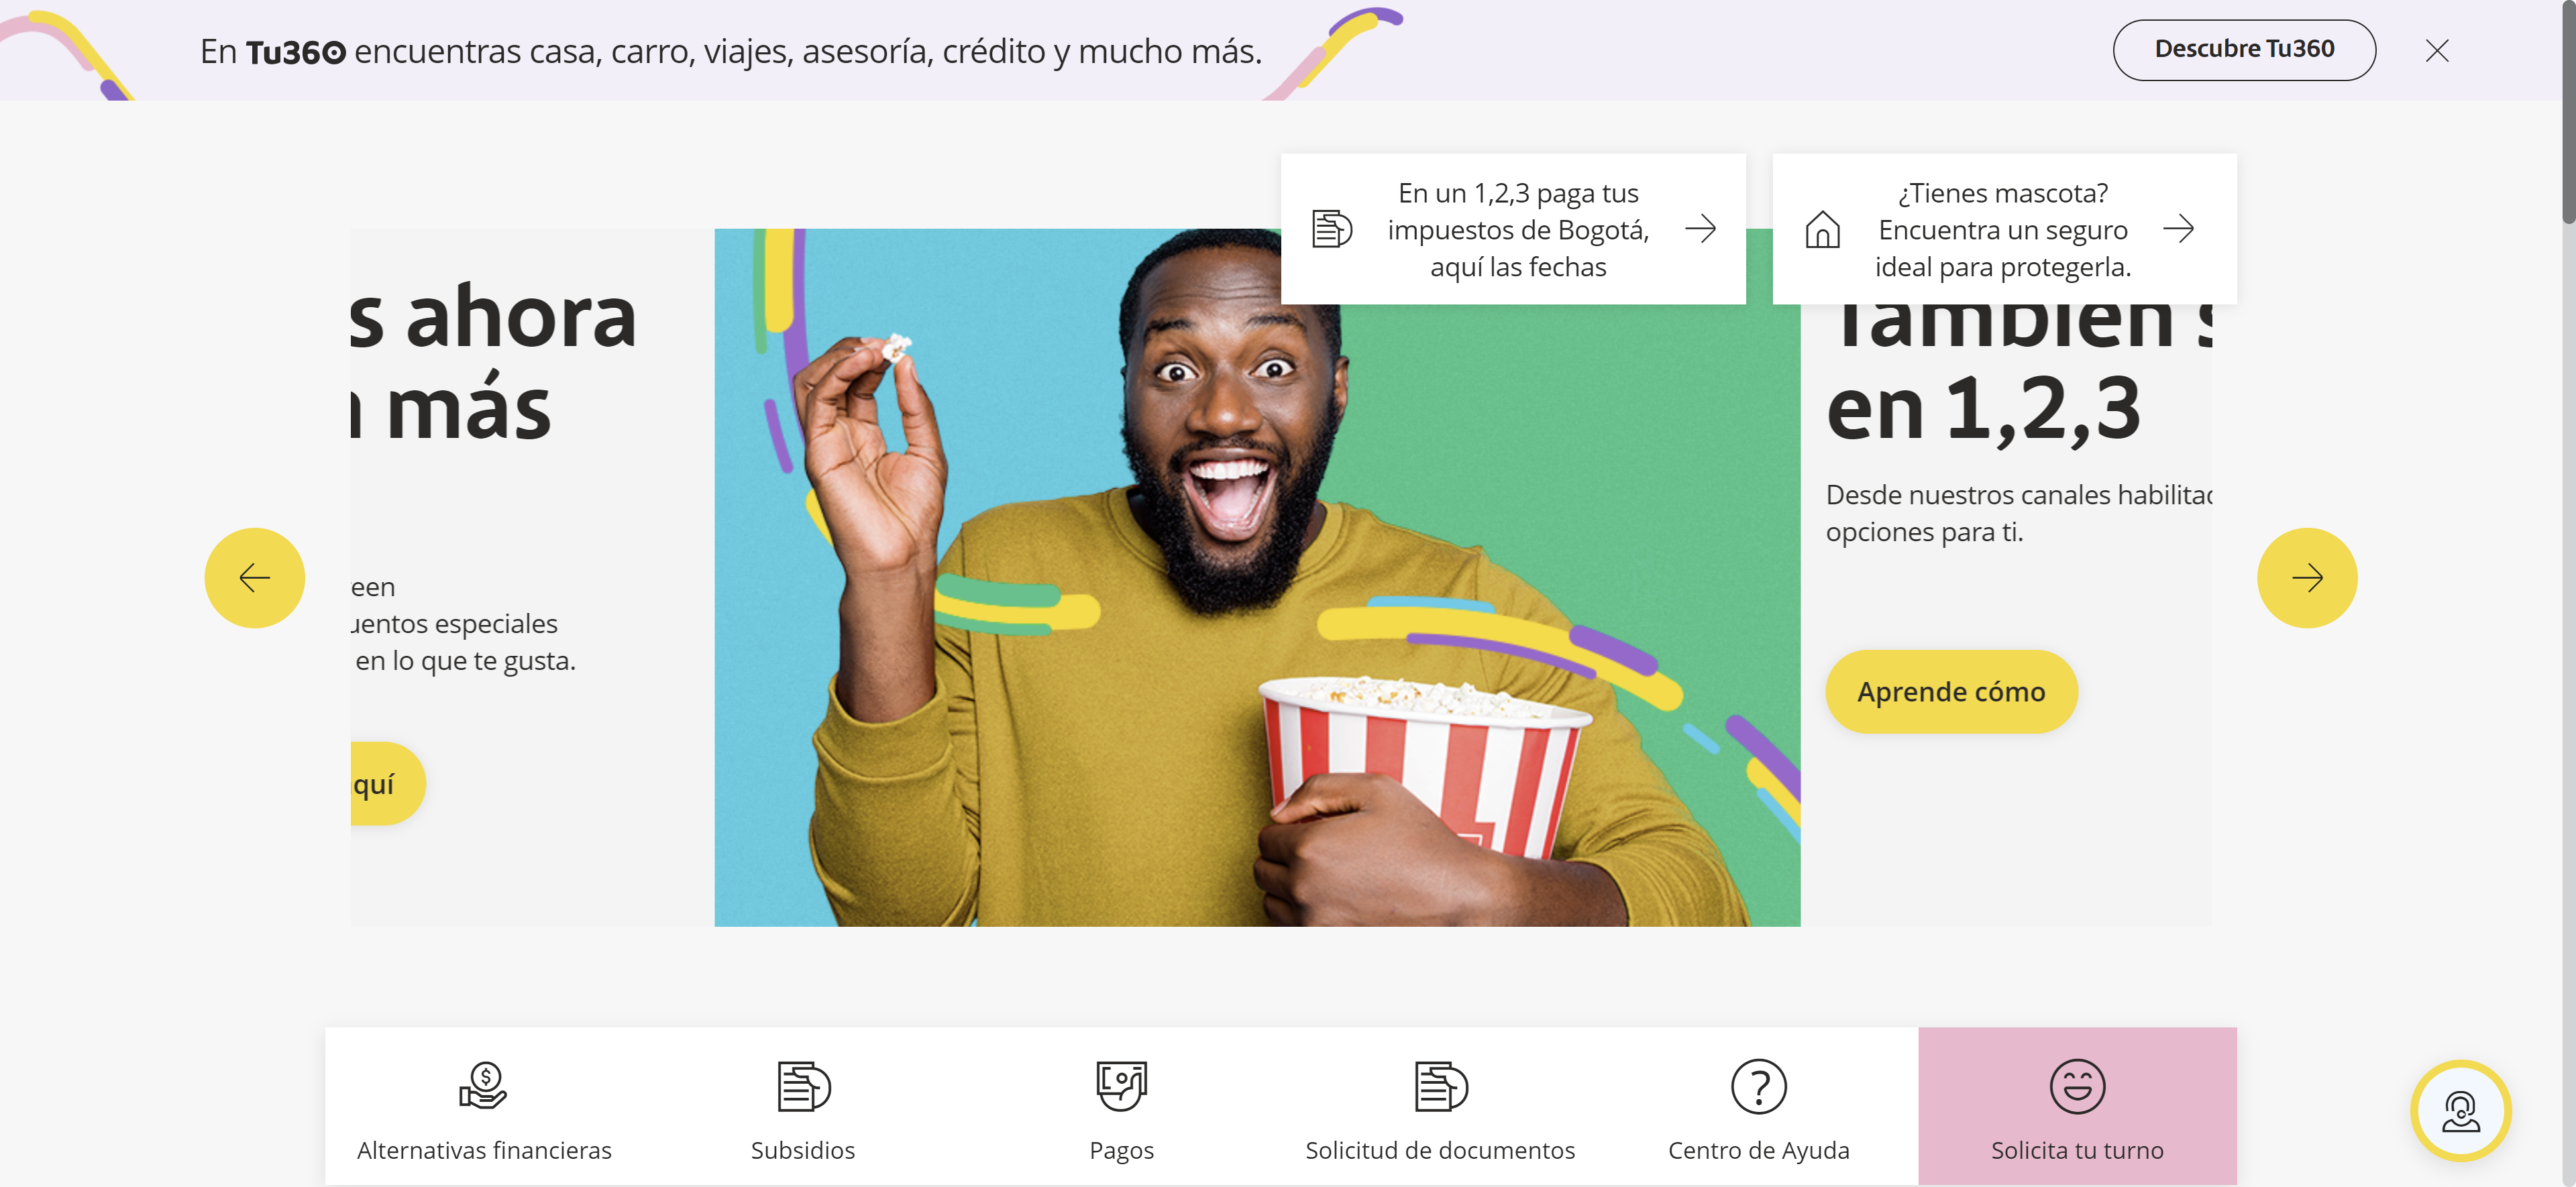 En Tu360 encuentras casa, carro, viajes, asesoría, crédito y mucho más.
Descubre Tu360
En un 1,2,3 paga tus
impuestos de Bogotá,
aquí las fechas
¿Tienes mascota?
Encuentra un seguro
ideal para protegerla.
s ahora
más
een
uentos especiales
en lo que te gusta.
quí
También s
en 1,2,3
Desde nuestros canales habilitad
opciones para ti.
Aprende cómo
Alternativas financieras
Subsidios
Pagos
Solicitud de documentos
Centro de Ayuda
Solicita tu turno